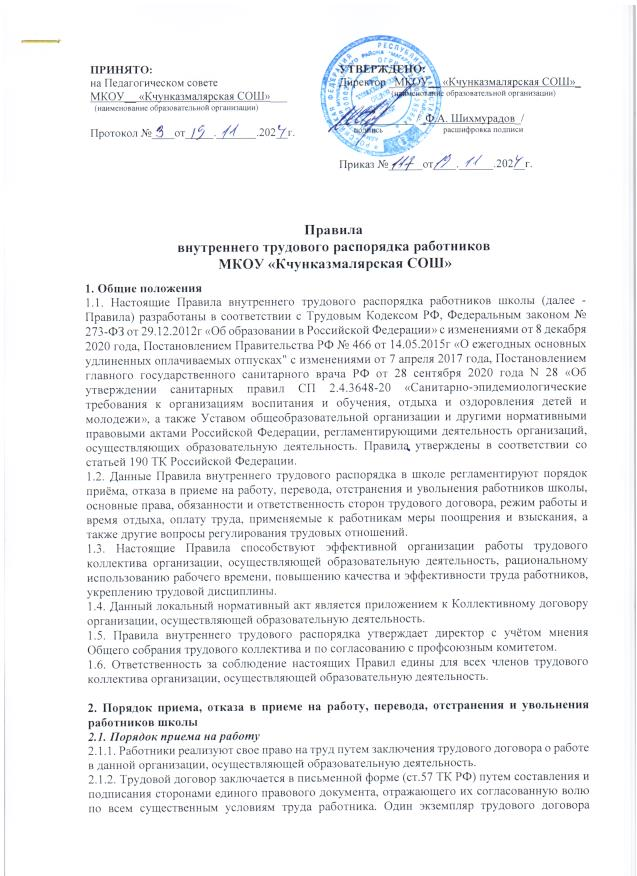 ПРИНЯТО:
на Педагогическом совете
МКОУ__ «Кчунказмалярская СОШ»
(наименование образовательной организации)
Протокол № 3 от 19 . 11 .2024 г.
УТВЕРЖДЕНО:
Директор МКОУ- «Кчунказмалярская СОШ»_
(наименование образовательной организации)
Ф.А. Шихмурадов /
подпись расшифровка подписи
Приказ № 117 от 19 . 11 .2024 г.
Правила
внутреннего трудового распорядка работников
МКОУ «Кчунказмалярская СОШ»
1. Общие положения
1.1. Настоящие Правила внутреннего трудового распорядка работников школы (далее -
Правила) разработаны в соответствии с Трудовым Кодексом РФ, Федеральным законом №
273-ФЗ от 29.12.2012г «Об образовании в Российской Федерации» с изменениями от 8 декабря
2020 года, Постановлением Правительства РФ № 466 от 14.05.2015г «О ежегодных основных
удлиненных оплачиваемых отпусках" с изменениями от 7 апреля 2017 года, Постановлением
главного государственного санитарного врача РФ от 28 сентября 2020 года N 28 «Об
утверждении санитарных правил СП 2.4.3648-20 «Санитарно-эпидемиологические
требования к организациям воспитания и обучения, отдыха и оздоровления детей и
молодежи», а также Уставом общеобразовательной организации и другими нормативными
правовыми актами Российской Федерации, регламентирующими деятельность организаций,
осуществляющих образовательную деятельность. Правила утверждены в соответствии со
статьей 190 ТК Российской Федерации.
1.2. Данные Правила внутреннего трудового распорядка в школе регламентируют порядок
приёма, отказа в приеме на работу, перевода, отстранения и увольнения работников школы,
основные права, обязанности и ответственность сторон трудового договора, режим работы и
время отдыха, оплату труда, применяемые к работникам меры поощрения и взыскания, а
также другие вопросы регулирования трудовых отношений.
1.3. Настоящие Правила способствуют эффективной организации работы трудового
коллектива организации, осуществляющей образовательную деятельность, рациональному
использованию рабочего времени, повышению качества и эффективности труда работников,
укреплению трудовой дисциплины.
1.4. Данный локальный нормативный акт является приложением к Коллективному договору
организации, осуществляющей образовательную деятельность.
1.5. Правила внутреннего трудового распорядка утверждает директор с учётом мнения
Общего собрания трудового коллектива и по согласованию с профсоюзным комитетом.
1.6. Ответственность за соблюдение настоящих Правил едины для всех членов трудового
коллектива организации, осуществляющей образовательную деятельность.
2. Порядок приема, отказа в приеме на работу, перевода, отстранения и увольнения
работников школы
2.1. Порядок приема на работу
2.1.1. Работники реализуют свое право на труд путем заключения трудового договора о работе
в данной организации, осуществляющей образовательную деятельность.
2.1.2. Трудовой договор заключается в письменной форме (ст.57 ТК РФ) путем составления и
подписания сторонами единого правового документа, отражающего их согласованную волю
по всем существенным условиям труда работника. Один экземпляр трудового договора